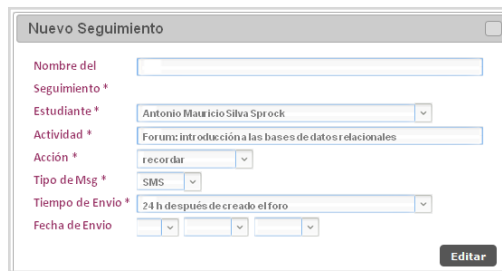 Nuevo Seguimiento
Nombre del
Seguimiento *
Estudiante * Antonio Mauricio Silva Sprock
Actividad * Forum: introducción a las bases de datos relacionales
Acción * recordar
Tipo de Msg * SMS
Tiempo de Envio * 24 h después de creado el foro
Fecha de Envio
Editar